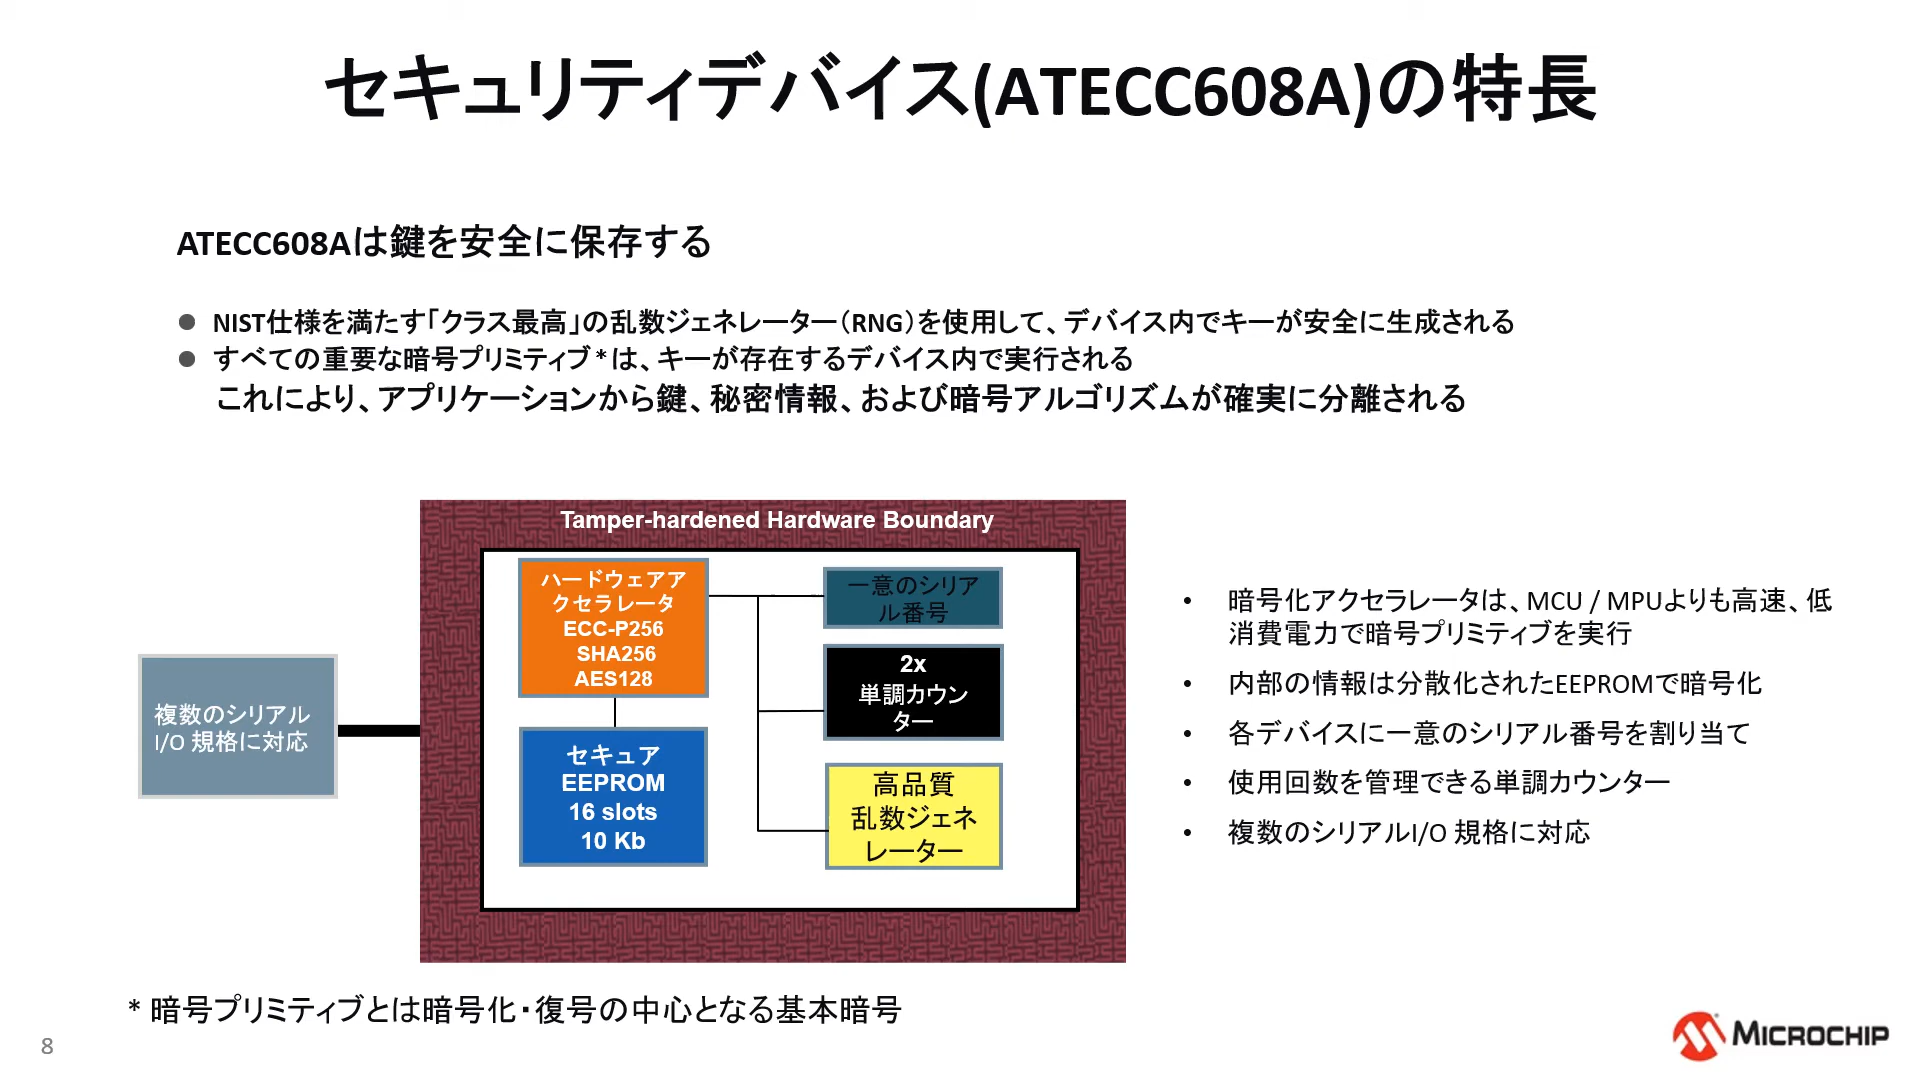 セキュリティデバイス(ATECC608A)の特長
ATECC608Aは鍵を安全に保存する
● NIST仕様を満たす「クラス最高」の乱数ジェネレーター（RNG）を使用して、デバイス内でキーが安全に生成される
● すべての重要な暗号プリミティブ*は、キーが存在するデバイス内で実行される
これにより、アプリケーションから鍵、秘密情報、および暗号アルゴリズムが確実に分離される
Tamper-hardened Hardware Boundary
ハードウェアア
クセラレータ
ECC-P256
SHA256
AES128
一意のシリア
ル番号
2x
単調カウン
ター
セキュア
EEPROM
16 slots
10 Kb
高品質
乱数ジェネ
レーター
複数のシリアル
I/O 規格に対応
• 暗号化アクセラレータは、MCU / MPUよりも高速、低
消費電力で暗号プリミティブを実行
• 内部の情報は分散化されたEEPROMで暗号化
• 各デバイスに一意のシリアル番号を割り当て
• 使用回数を管理できる単調カウンター
• 複数のシリアルI/O 規格に対応
* 暗号プリミティブとは暗号化・復号の中心となる基本暗号
8
MICROCHIP